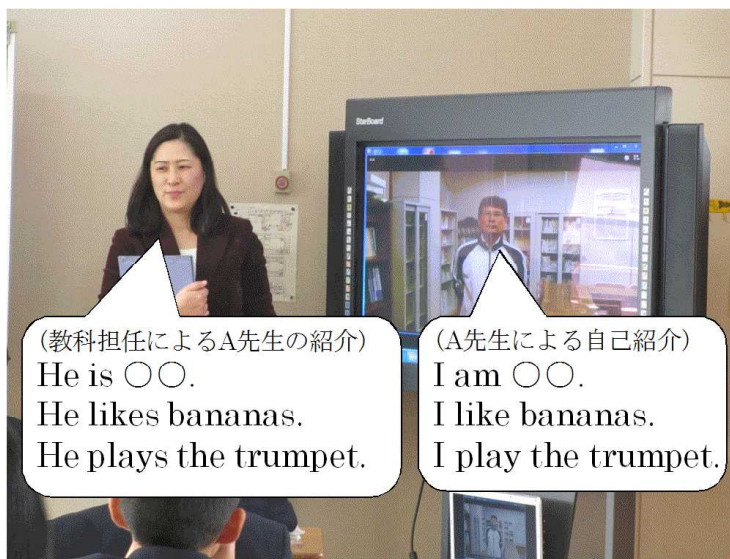 StarBoard
(教科担任によるA先生の紹介)
He is ○○.
He likes bananas.
He plays the trumpet.
(A先生による自己紹介)
I am ○○.
I like bananas.
I play the trumpet.